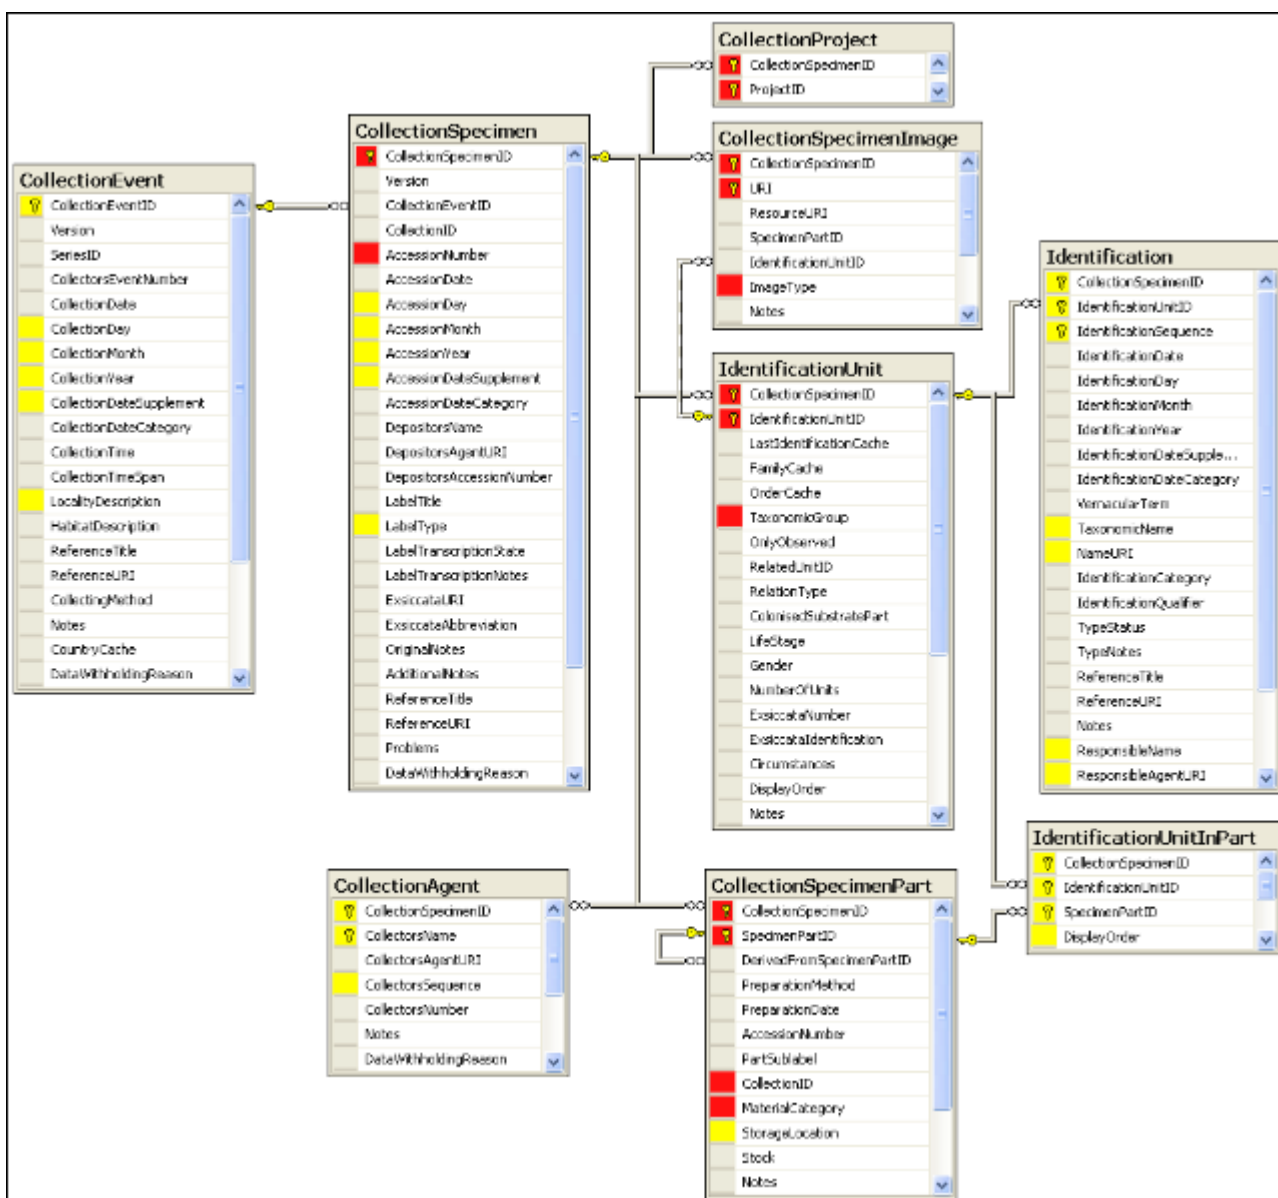 CollectionProject
CollectionSpecimenID
ProjectID
CollectionSpecimen
CollectionSpecimenID
Version
CollectionEventID
CollectionID
AccessionNumber
AccessionDate
AccessionDay
AccessionMonth
AccessionYear
AccessionDateSupplement
AccessionDateCategory
DepositorsName
DepositorsAgentURI
DepositorsAccessionNumber
LabelTitle
LabelType
LabelTranscriptionState
LabelTranscriptionNotes
ExsiccataURI
ExsiccataAbbreviation
OriginalNotes
AdditionalNotes
ReferenceTitle
ReferenceURI
Problems
DataWithholdingReason
CollectionSpecimenImage
CollectionSpecimenID
URI
ResourceURI
SpecimenPartID
IdentificationUnitID
ImageType
Notes
CollectionEvent
CollectionEventID
Version
SeriesID
CollectorsEventNumber
CollectionDate
CollectionDay
CollectionMonth
CollectionYear
CollectionDateSupplement
CollectionDateCategory
CollectionTime
CollectionTimeSpan
LocalityDescription
HabitatDescription
ReferenceTitle
ReferenceURI
CollectingMethod
Notes
CountryCache
DataWithholdingReason
Identification
CollectionSpecimenID
IdentificationUnitID
IdentificationSequence
IdentificationDate
IdentificationDay
IdentificationMonth
IdentificationYear
IdentificationDateSupple...
IdentificationDateCategory
VernacularTerm
TaxonomicName
NameURI
IdentificationCategory
IdentificationQualifier
TypeStatus
TypeNotes
ReferenceTitle
ReferenceURI
Notes
ResponsibleName
ResponsibleAgentURI
IdentificationUnit
CollectionSpecimenID
IdentificationUnitID
LastIdentificationCache
FamilyCache
OrderCache
TaxonomicGroup
OnlyObserved
RelatedUnitID
RelationType
ColonisedSubstratePart
LifeStage
Gender
NumberOfUnits
ExsiccataNumber
ExsiccataIdentification
Circumstances
DisplayOrder
Notes
IdentificationUnitInPart
CollectionSpecimenID
IdentificationUnitID
SpecimenPartID
DisplayOrder
CollectionAgent
CollectionSpecimenID
CollectorsName
CollectorsAgentURI
CollectorsSequence
CollectorsNumber
Notes
DataWithholdingReason
CollectionSpecimenPart
CollectionSpecimenID
SpecimenPartID
DerivedFromSpecimenPartID
PreparationMethod
PreparationDate
AccessionNumber
PartSublabel
CollectionID
MaterialCategory
StorageLocation
Stock
Notes